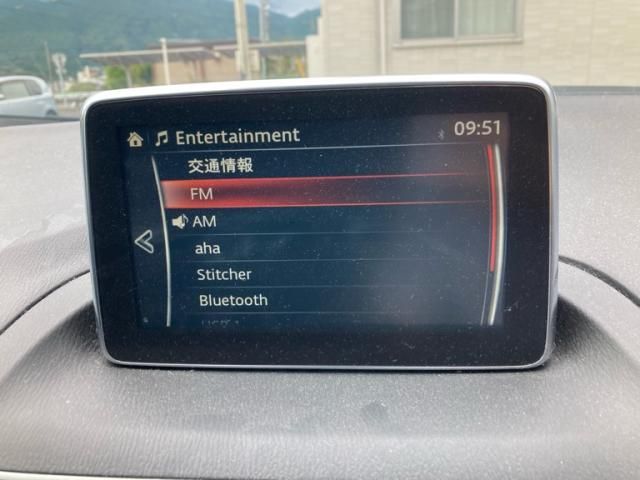 Entertainment
09:51
交通情報
FM
AM
aha
Stitcher
Bluetooth